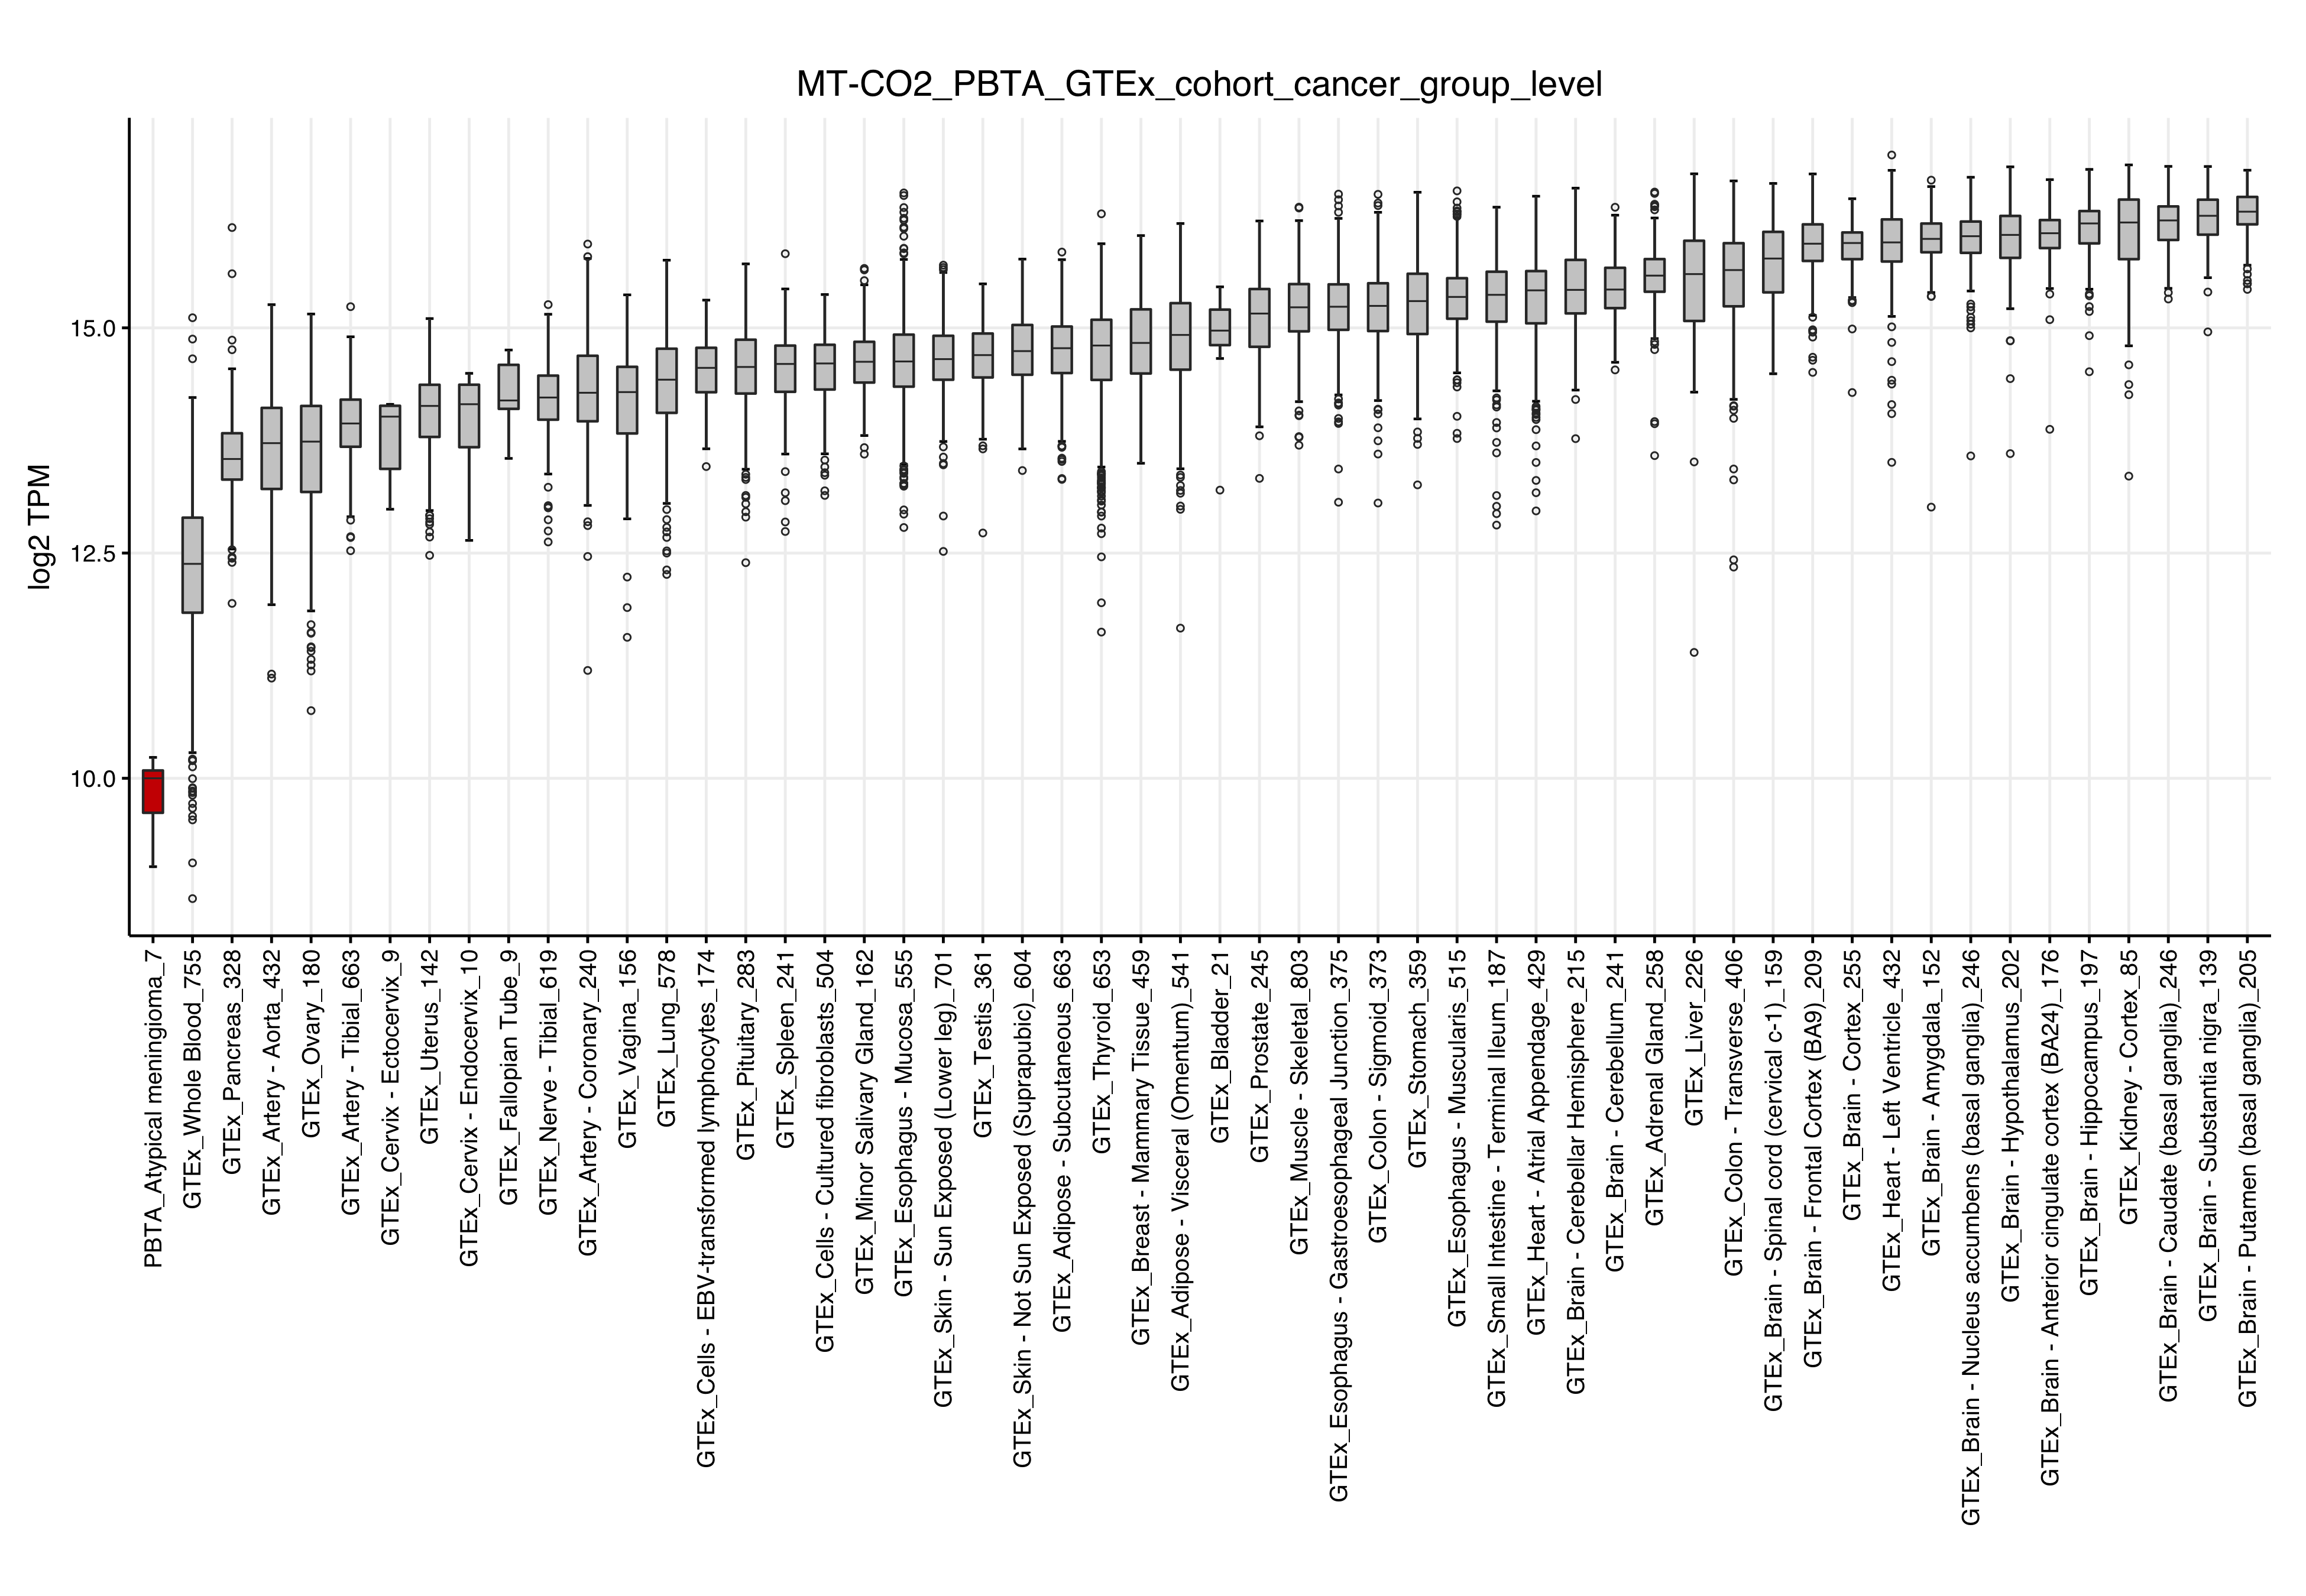 MT-CO2_PBTA_GTEx_cohort_cancer_group_level
log2 TPM
15.0
12.5
10.0
PBTA_Atypical meningioma_7
GTEx_Whole Blood_755
GTEx_Pancreas_328
GTEx_Artery - Aorta_432
GTEx_Ovary_180
GTEx_Artery - Tibial_663
GTEx_Cervix - Ectocervix_9
GTEx_Uterus_142
GTEx_Cervix - Endocervix_10
GTEx_Fallopian Tube_9
GTEx_Nerve - Tibial_619
GTEx_Artery - Coronary_240
GTEx_Vagina_156
GTEx_Lung_578
GTEx_Cells - EBV-transformed lymphocytes_174
GTEx_Pituitary_283
GTEx_Spleen_241
GTEx_Cells - Cultured fibroblasts_504
GTEx_Minor Salivary Gland_162
GTEx_Esophagus - Mucosa_555
GTEx_Skin - Sun Exposed (Lower leg)_701
GTEx_Testis_361
GTEx_Skin - Not Sun Exposed (Suprapubic)_604
GTEx_Adipose - Subcutaneous_663
GTEx_Thyroid_653
GTEx_Breast - Mammary Tissue_459
GTEx_Adipose - Visceral (Omentum)_541
GTEx_Bladder_21
GTEx_Prostate_245
GTEx_Muscle - Skeletal_803
GTEx_Esophagus - Gastroesophageal Junction_375
GTEx_Colon - Sigmoid_373
GTEx_Stomach_359
GTEx_Esophagus - Muscularis_515
GTEx_Small Intestine - Terminal Ileum_187
GTEx_Heart - Atrial Appendage_429
GTEx_Brain - Cerebellar Hemisphere_215
GTEx_Brain - Cerebellum_241
GTEx_Adrenal Gland_258
GTEx_Liver_226
GTEx_Colon - Transverse_406
GTEx_Brain - Spinal cord (cervical c-1)_159
GTEx_Brain - Frontal Cortex (BA9)_209
GTEx_Brain - Cortex_255
GTEx_Heart - Left Ventricle_432
GTEx_Brain - Amygdala_152
GTEx_Brain - Nucleus accumbens (basal ganglia)_246
GTEx_Brain - Hypothalamus_202
GTEx_Brain - Anterior cingulate cortex (BA24)_176
GTEx_Brain - Hippocampus_197
GTEx_Kidney - Cortex_85
GTEx_Brain - Caudate (basal ganglia)_246
GTEx_Brain - Substantia nigra_139
GTEx_Brain - Putamen (basal ganglia)_205